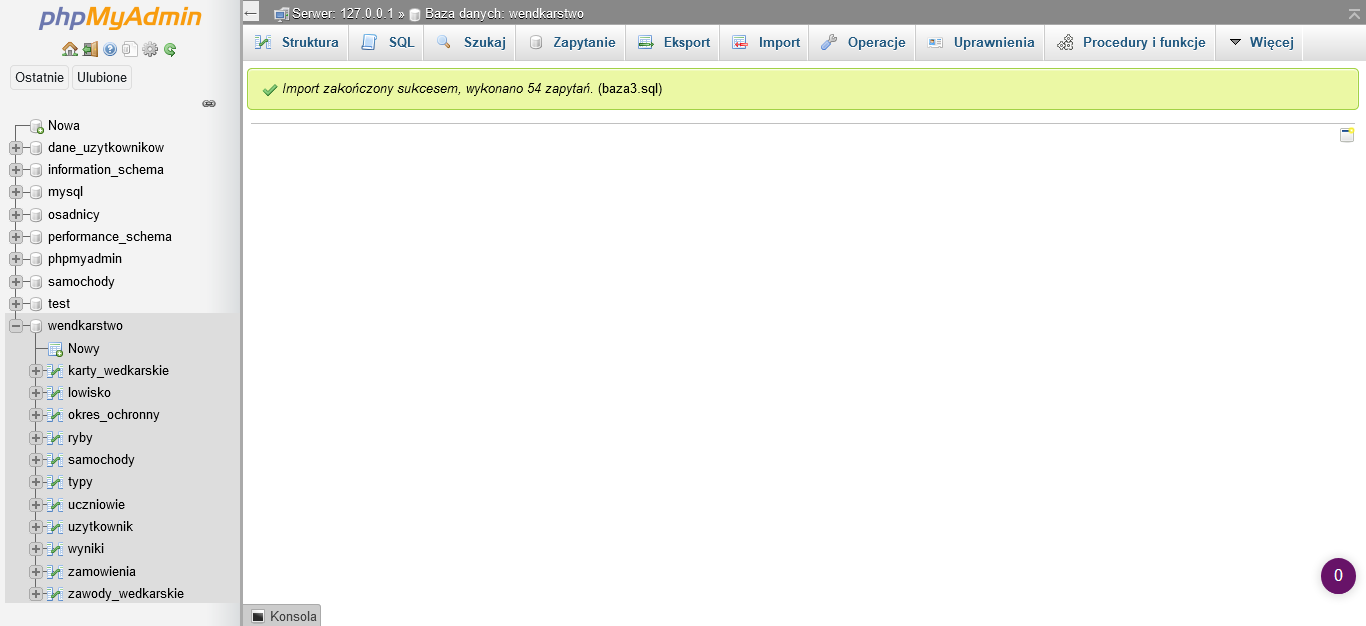 phpMyAdmin
Ostatnie Ulubione
Nowa
dane_uzytkownikow
information_schema
mysql
osadnicy
performance_schema
phpmyadmin
samochody
test
wendkarstwo
Nowy
karty_wedkarskie
lowisko
okres_ochronny
ryby
samochody
typy
uczniowie
uzytkownik
wyniki
zamowienia
zawody_wedkarskie
← Serwer: 127.0.0.1 » Baza danych: wendkarstwo
Struktura SQL Szukaj Zapytanie Eksport Import Operacje Uprawnienia Procedury i funkcje Więcej
Import zakończony sukcesem, wykonano 54 zapytań. (baza3.sql)
0
Konsola